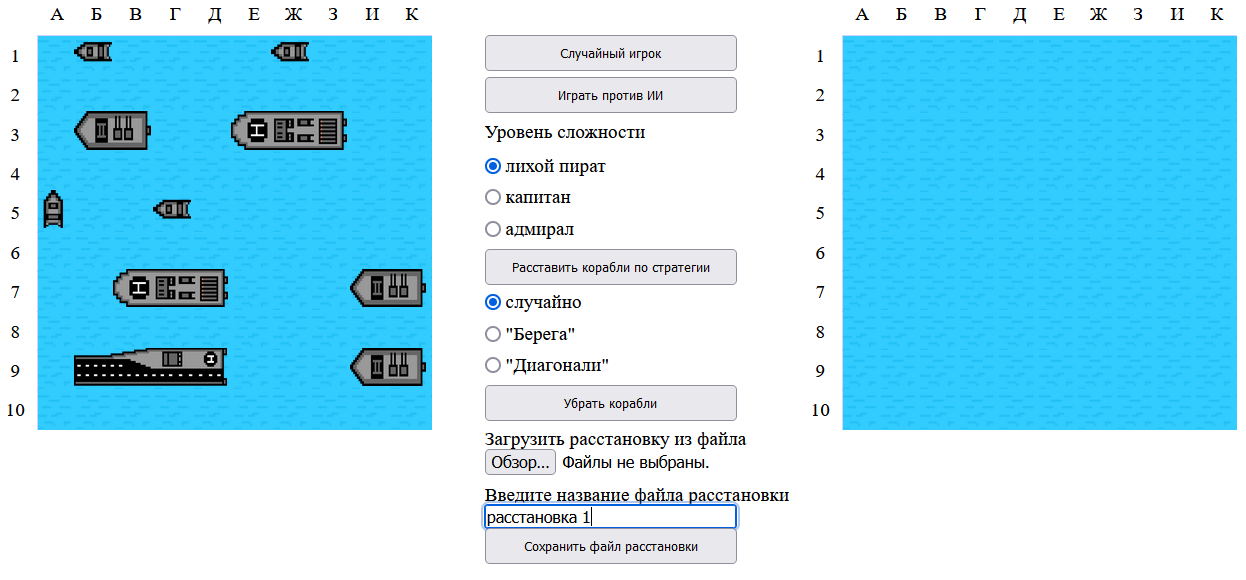 А Б В Г Д Е Ж З И К
1
2
3
4
5
6
7
8
9
10
Случайный игрок
Играть против ИИ
Уровень сложности
лихой пират
капитан
адмирал
Расставить корабли по стратегии
случайно
"Берега"
"Диагонали"
Убрать корабли
Загрузить расстановку из файла
Обзор... Файлы не выбраны.
Введите название файла расстановки
расстановка 1
Сохранить файл расстановки
А Б В Г Д Е Ж З И К
1
2
3
4
5
6
7
8
9
10